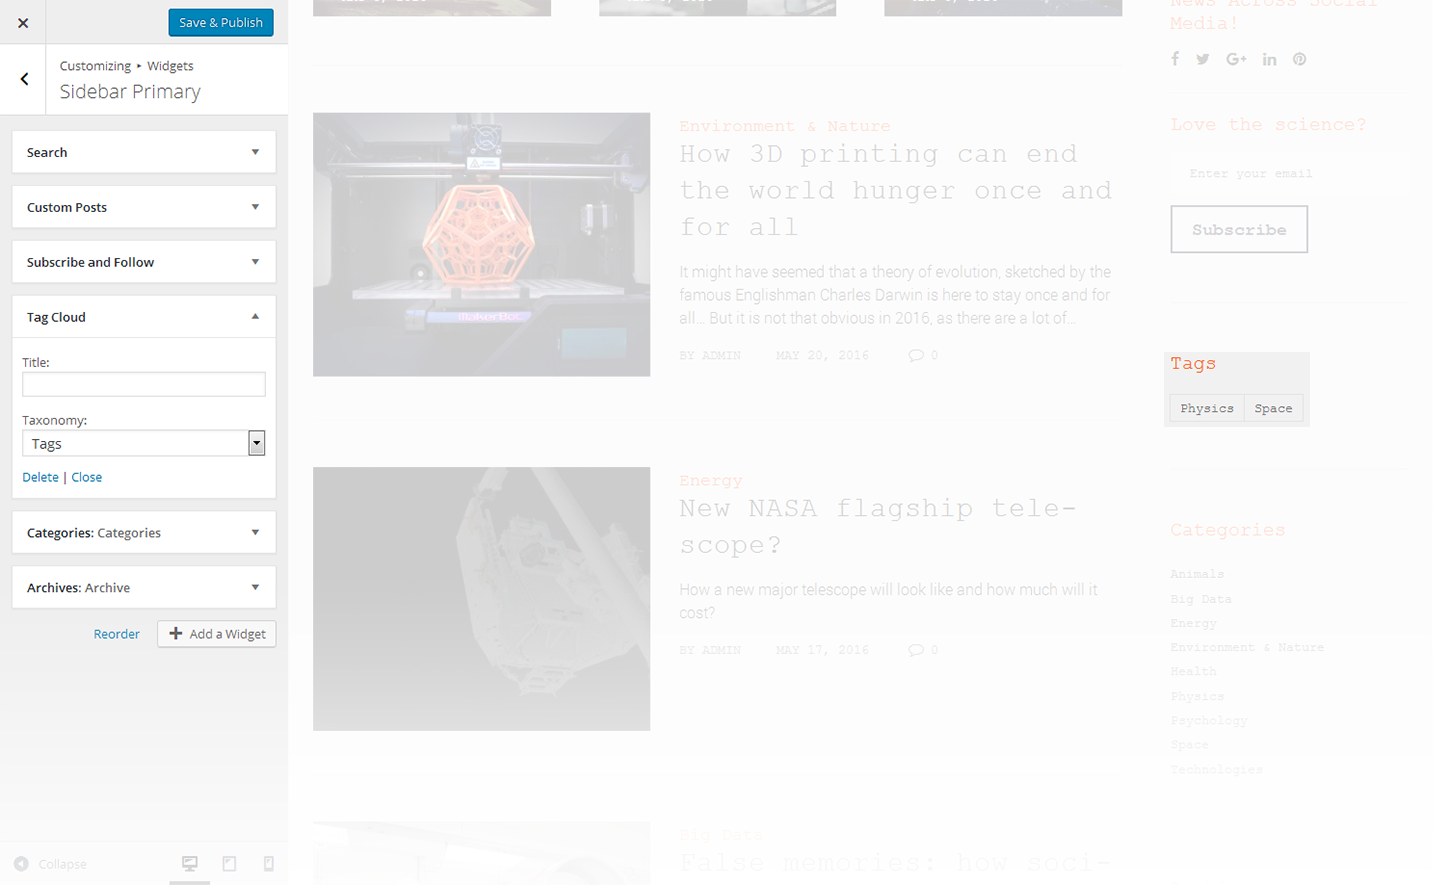 Save & Publish
Customizing ▸ Widgets
Sidebar Primary
Search
Custom Posts
Subscribe and Follow
Tag Cloud
Title:
Taxonomy:
Tags
Delete | Close
Categories: Categories
Archives: Archive
Reorder
Add a Widget
Collapse
Environment & Nature
How 3D printing can end
the world hunger once and
for all
It might have seemed that a theory of evolution, sketched by the
famous Englishman Charles Darwin is here to stay once and for
all... But it is not that obvious in 2016, as there are a lot of...
BY ADMIN MAY 20, 2016 0
MakerBot
Energy
New NASA flagship tele-
scope?
How a new major telescope will look like and how much will it
cost?
BY ADMIN MAY 17, 2016 0
Big Data
False memories: how soci-
News Across Social
Media!
Love the science?
Enter your email
Subscribe
Tags
Physics Space
Categories
Animals
Big Data
Energy
Environment & Nature
Health
Physics
Psychology
Space
Technologies